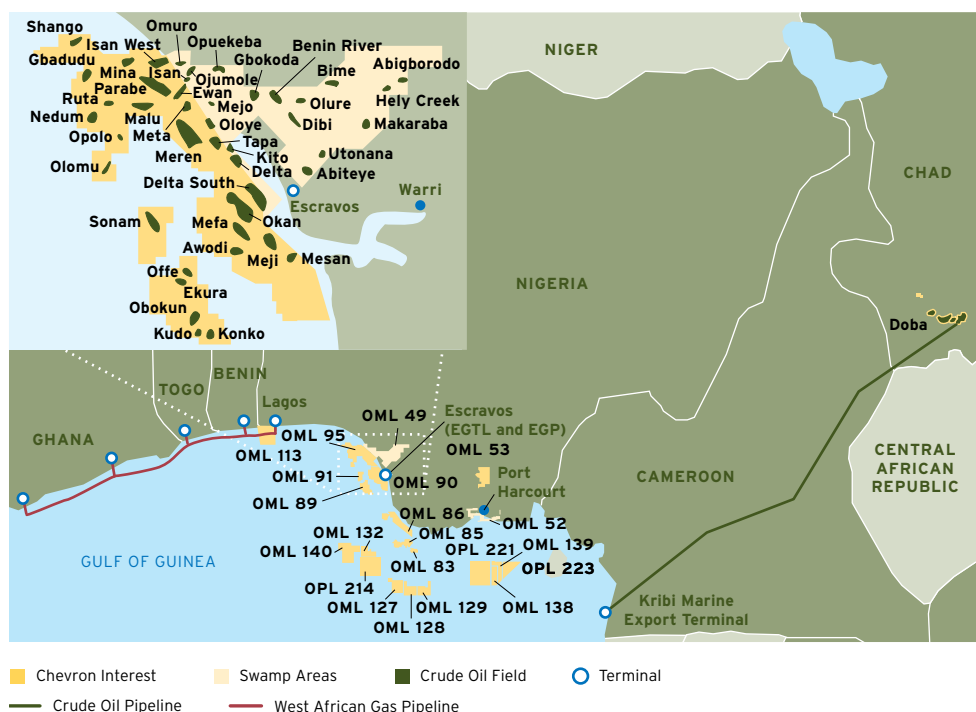 Shango
Omuro
Isan West
Opuekeba
Benin River
Gbadudu
Gbokoda
Bime
Abigborodo
Mina
Isan
Ojumole
Parabe
Ewan
Hely Creek
Ruta
Mejo
Olure
Nedum
Malu
Oloye
Dibi
Makaraba
Opolo
Meta
Tapa
Meren
Kito
Utonana
Olomu
Delta
Abiteye
Delta South
Warri
Escravos
Sonam
Mefa
Okan
Awodi
Meji
Mesan
Offe
Ekura
Obokun
Kudo
Konko
NIGER
CHAD
NIGERIA
Doba
BENIN
TOGO
Lagos
GHANA
OML 49
Escravos
(EGTL and EGP)
OML 95
OML 53
OML 113
OML 91
OML 90
Port
Harcourt
OML 89
CAMEROON
CENTRAL
AFRICAN
REPUBLIC
OML 86
OML 52
OML 132
OML 85
OML 140
OPL 221
OML 139
GULF OF GUINEA
OML 83
OPL 223
OPL 214
OML 127
OML 129
OML 138
OML 128
Kribi Marine
Export Terminal
Chevron Interest
Swamp Areas
Crude Oil Field
Terminal
Crude Oil Pipeline
West African Gas Pipeline